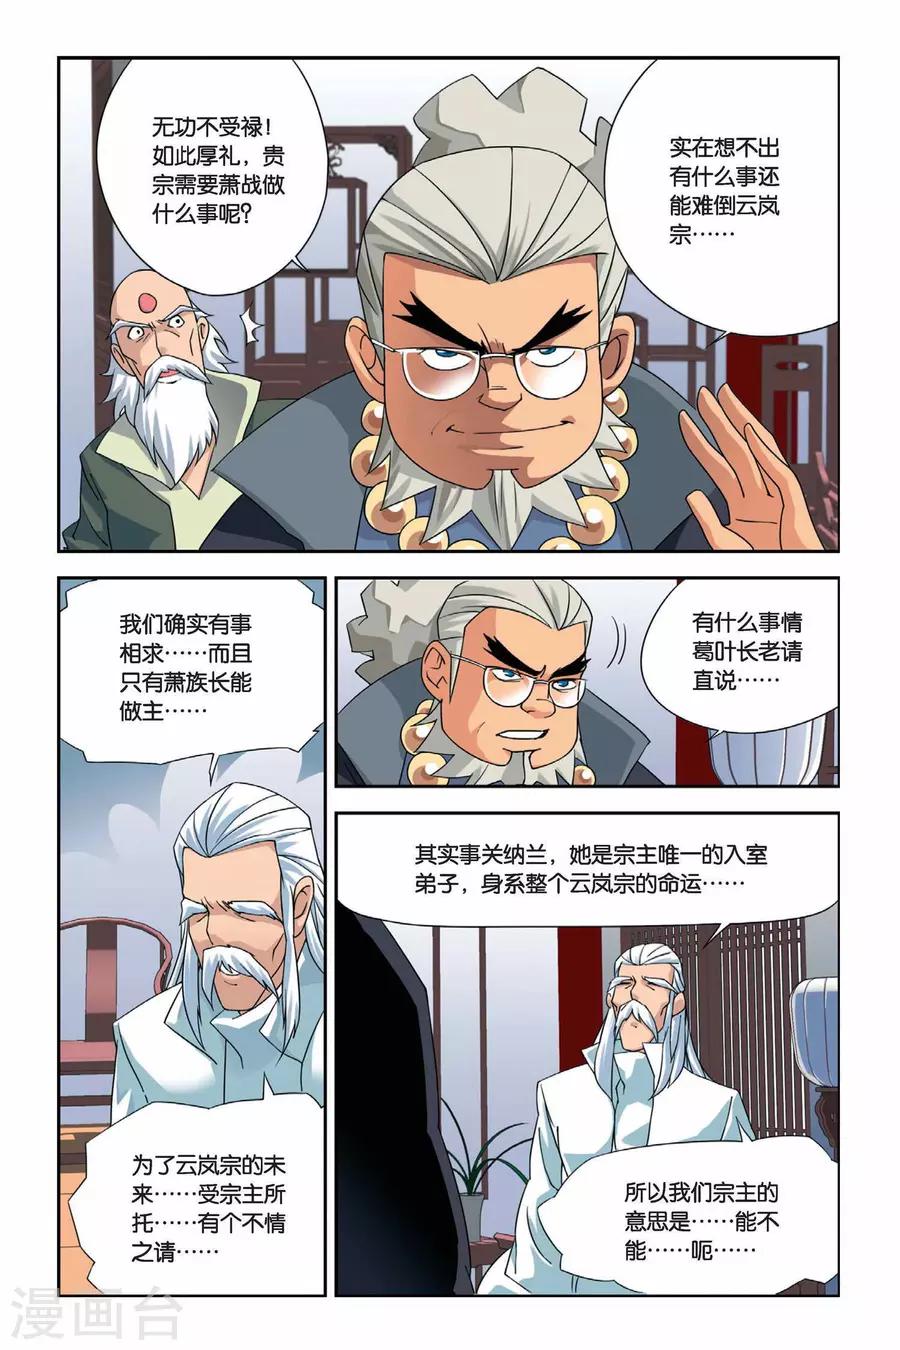 无功不受禄！
如此厚礼，贵
宗需要萧战做
什么事呢？
实在想不出
有什么事还
能难倒云岚
宗……
我们确实有事
相求……而且
只有萧族长能
做主……
有什么事情
葛叶长老请
直说……
其实事关纳兰，她是宗主唯一的入室
弟子，身系整个云岚宗的命运……
为了云岚宗的未
来……受宗主所
托……有个不情
之请……
所以我们宗主的
意思是……能不
能……呃……
漫画台